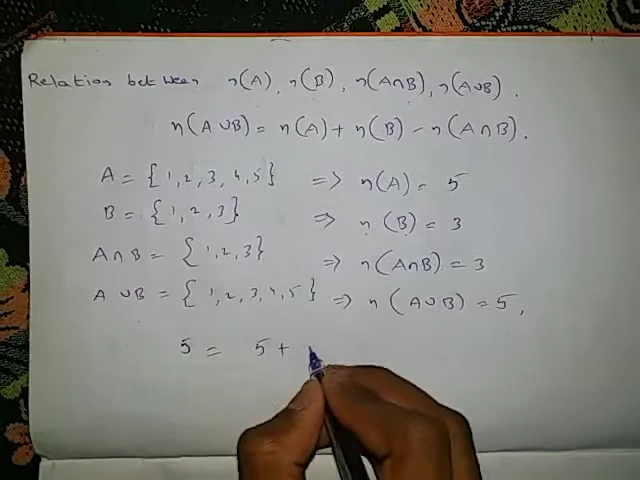 Relation between n(A), n(B), n(A∩B), n(A∪B).
n(A∪B) = n(A) + n(B) - n(A∩B).
A = {1,2,3,4,5} => n(A) = 5
B = {1,2,3} => n(B) = 3
A∩B = {1,2,3} => n(A∩B) = 3
A∪B = {1,2,3,4,5} => n(A∪B) = 5,
5 = 5+